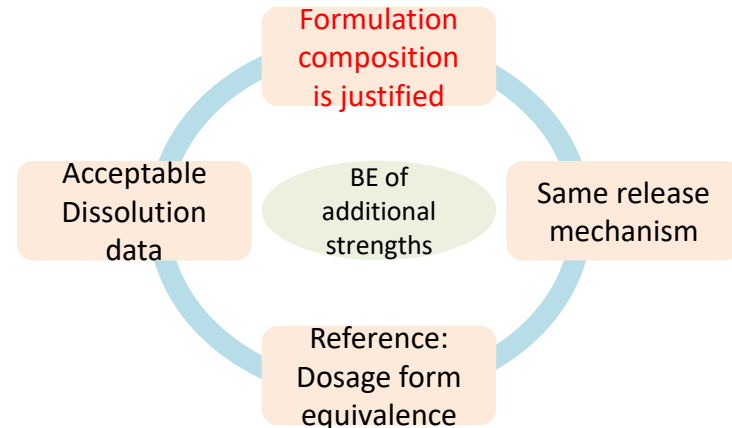 Formulation
composition
is justified
Acceptable
Dissolution
data
BE of
additional
strengths
Same release
mechanism
Reference:
Dosage form
equivalence